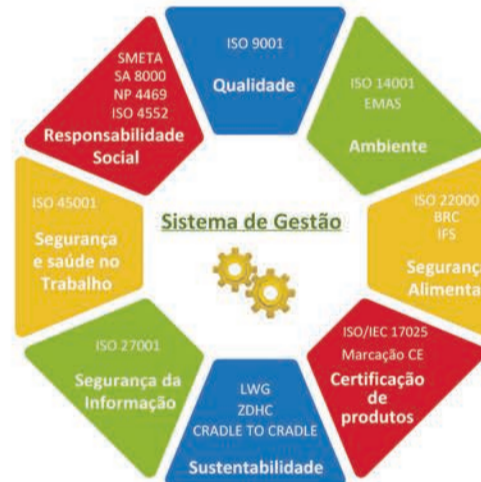 ISO 9001
Qualidade
ISO 14001
EMAS
Ambiente
ISO 22000
BRC
IFS
Segurança
Alimenta
ISO/IEC 17025
Marcação CE
Certificação
de
produtos
LWG
ZDHC
CRADLE TO CRADLE
Sustentabilidade
ISO 27001
Segurança da
Informação
ISO 45001
Segurança
e saúde no
Trabalho
SMETA
SA 8000
NP 4469
ISO 4552
Responsabilidade
Social
Sistema de Gestão